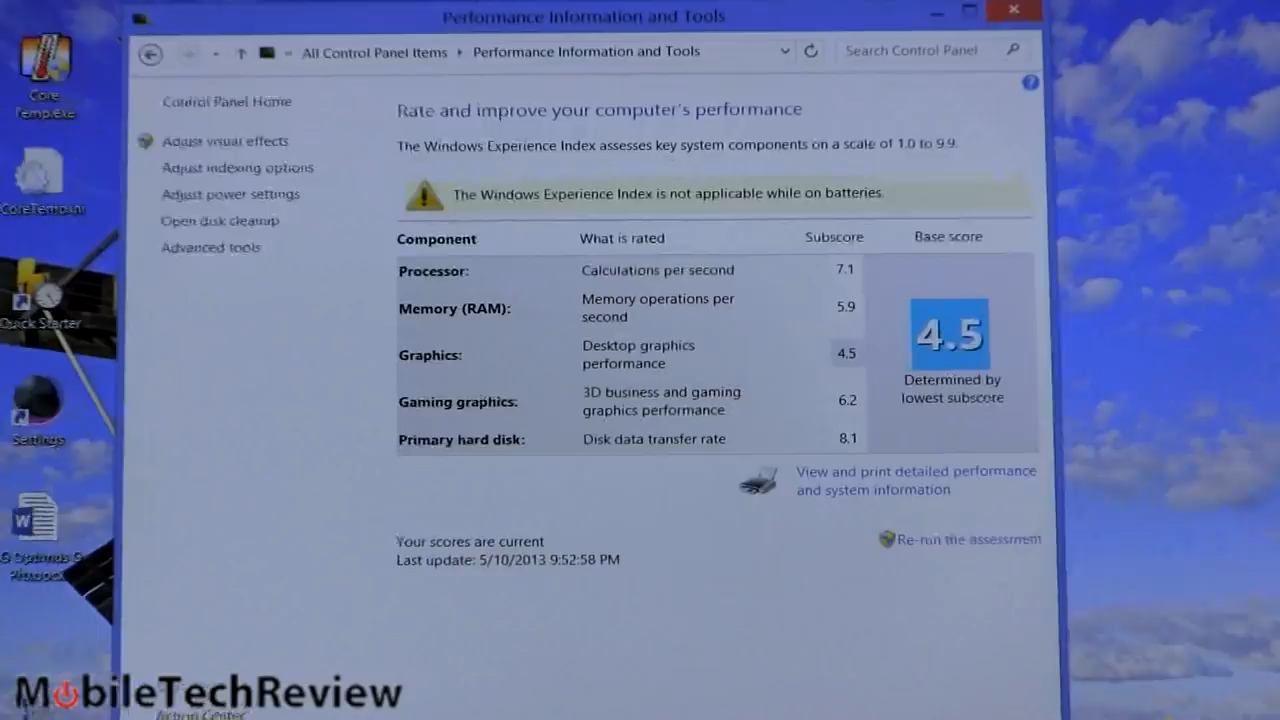 Performance Information and Tools
All Control Panel Items
Performance Information and Tools
Search Control Panel
Core
Temp.exe
CoreTemp.ini
Quick Starter
Settings
Control Panel Home
Adjust visual effects
Adjust indexing options
Adjust power settings
Open disk cleanup
Advanced tools
Rate and improve your computer's performance
The Windows Experience Index assesses key system components on a scale of 1.0 to 9.9.
The Windows Experience Index is not applicable while on batteries.
Component What is rated Subscore Base score
Processor: Calculations per second 7.1
Memory (RAM): Memory operations per
second 5.9
Graphics: Desktop graphics
performance 4.5
Gaming graphics: 3D business and gaming
graphics performance 6.2
Primary hard disk: Disk data transfer rate 8.1
4.5
Determined by
lowest subscore
View and print detailed performance
and system information
Your scores are current
Last update: 5/10/2013 9:52:58 PM
Re-run the assessment
MobileTechReview
Action Center